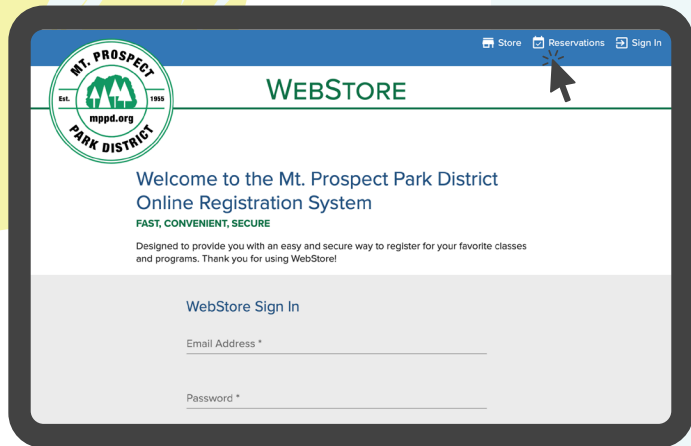 Store Reservations Sign In
MT. PROSPECT
Est. 1955
mppd.org
PARK DISTRICT
WEBSTORE
Welcome to the Mt. Prospect Park District
Online Registration System
FAST, CONVENIENT, SECURE
Designed to provide you with an easy and secure way to register for your favorite classes
and programs. Thank you for using WebStore!
WebStore Sign In
Email Address *
Password *